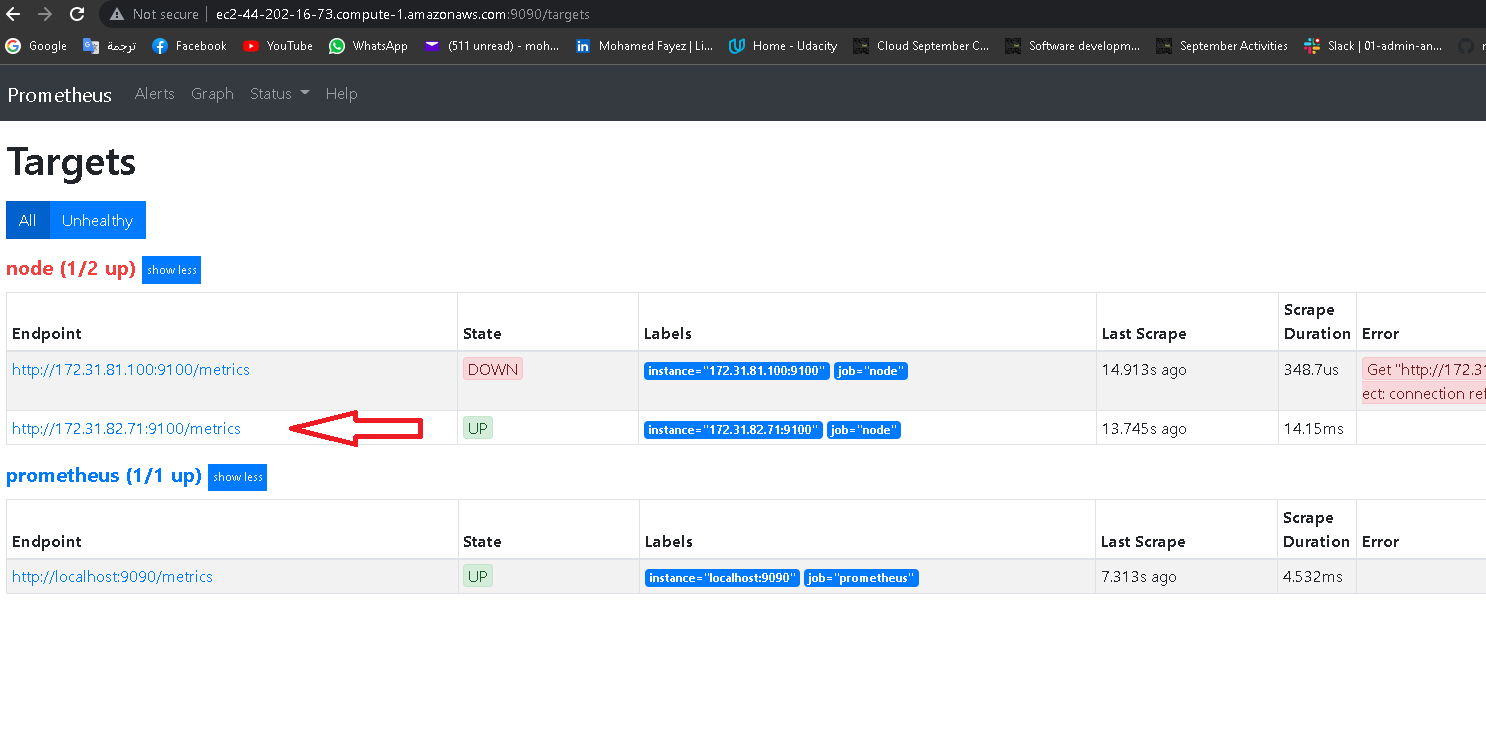 Not secure | ec2-44-202-16-73.compute-1.amazonaws.com:9090/targets
Google ترجمة Facebook YouTube WhatsApp (511 unread) - moh... Mohamed Fayez | Li... Home - Udacity Cloud September C... Software developm... September Activities Slack | 01-admin-an...
Prometheus Alerts Graph Status Help
Targets
All Unhealthy
node (1/2 up) show less
Endpoint State Labels Last Scrape Scrape Duration Error
http://172.31.81.100:9100/metrics DOWN instance="172.31.81.100:9100" job="node" 14.913s ago 348.7us Get "http://172.31
ect: connection ref
http://172.31.82.71:9100/metrics UP instance="172.31.82.71:9100" job="node" 13.745s ago 14.15ms
prometheus (1/1 up) show less
Endpoint State Labels Last Scrape Scrape Duration Error
http://localhost:9090/metrics UP instance="localhost:9090" job="prometheus" 7.313s ago 4.532ms